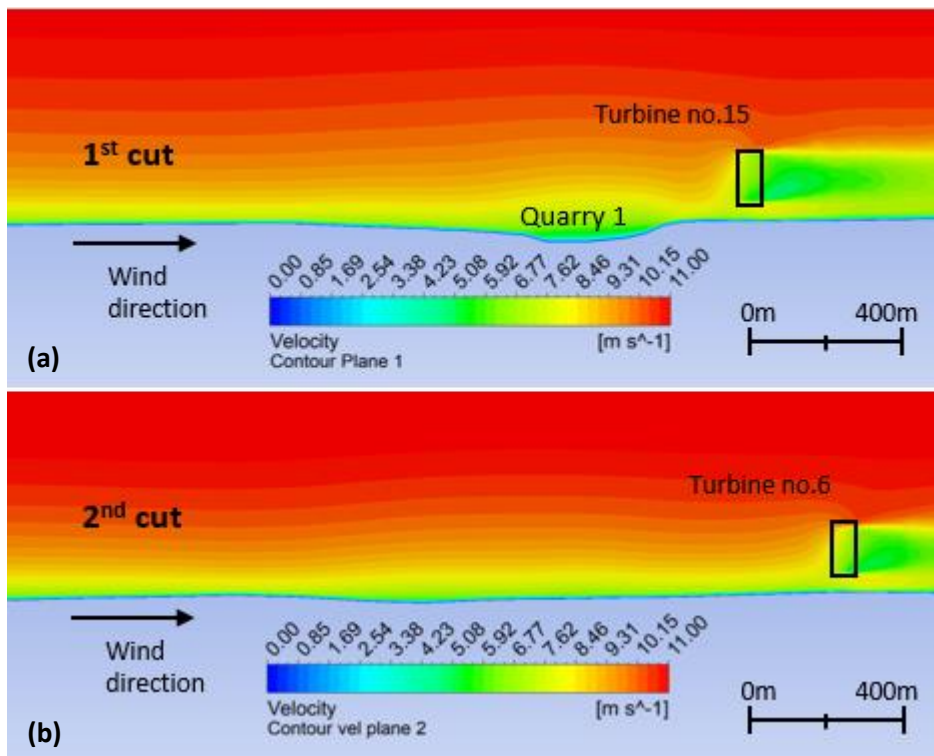 Turbine no.15
1st cut
Quarry 1
Wind
direction
0.00 0.85 1.69 2.54 3.38 4.23 5.08 5.92 6.77 7.62 8.46 9.31 10.15 11.00
0m 400m
Velocity [m s^-1]
Contour Plane 1
(a)
Turbine no.6
2nd cut
Wind
direction
0.00 0.85 1.69 2.54 3.38 4.23 5.08 5.92 6.77 7.62 8.46 9.31 10.15 11.00
0m 400m
Velocity [m s^-1]
Contour vel plane 2
(b)